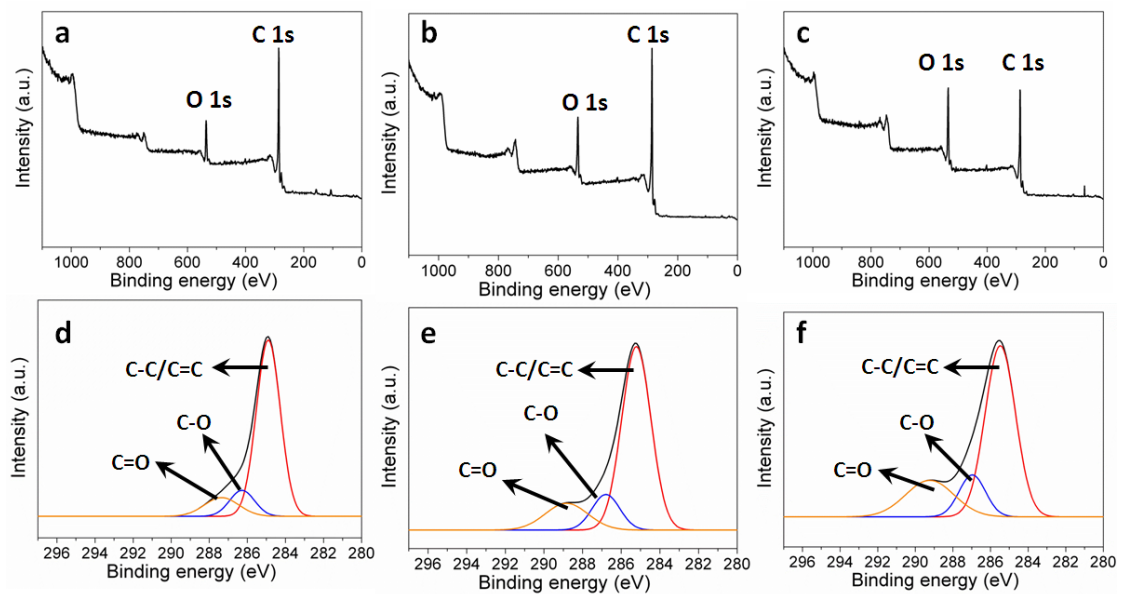 a
C 1s
O 1s
Intensity (a.u.)
1000 800 600 400 200 0
Binding energy (eV)
b
C 1s
O 1s
Intensity (a.u.)
1000 800 600 400 200 0
Binding energy (eV)
c
O 1s
C 1s
Intensity (a.u.)
1000 800 600 400 200 0
Binding energy (eV)
d
C-C/C=C
C-O
C=O
Intensity (a.u.)
296 294 292 290 288 286 284 282 280
Binding energy (eV)
e
C-C/C=C
C-O
C=O
Intensity (a.u.)
296 294 292 290 288 286 284 282 280
Binding energy (eV)
f
C-C/C=C
C-O
C=O
Intensity (a.u.)
296 294 292 290 288 286 284 282 280
Binding energy (eV)